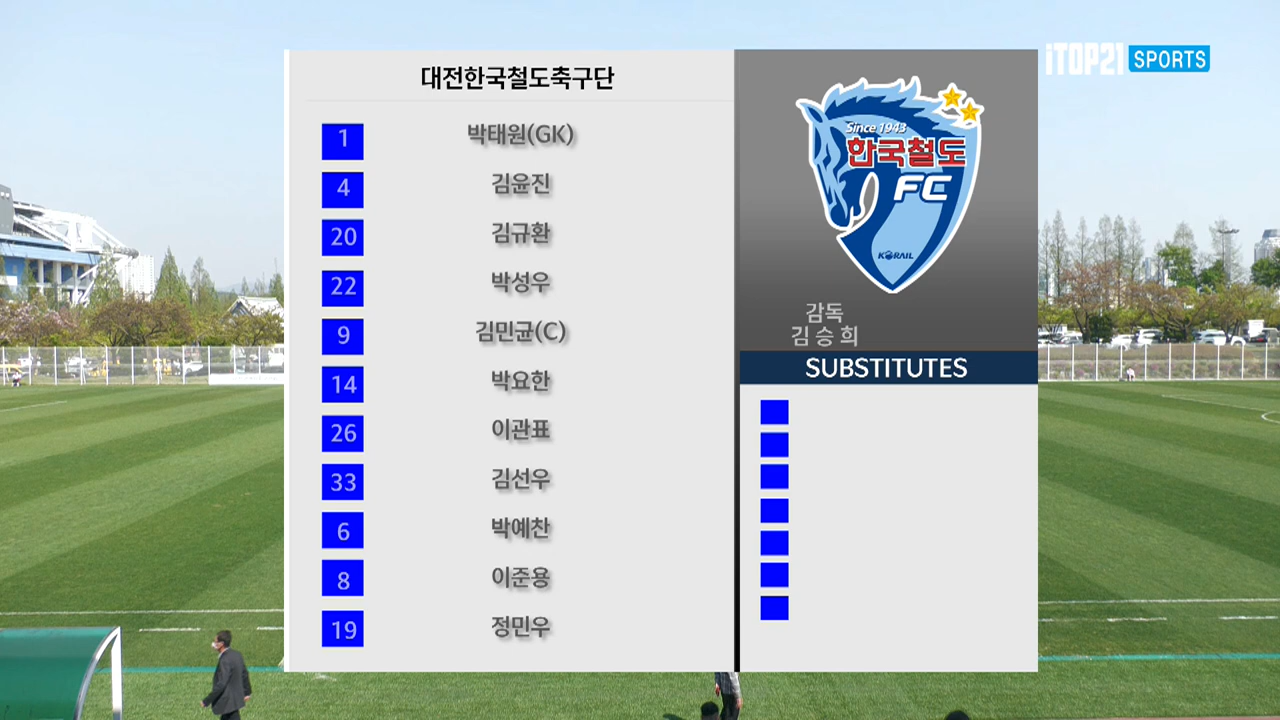 iTOP21 SPORTS
대전한국철도축구단
1 박태원(GK)
4 김윤진
20 김규환
22 박성우
9 김민균(C)
14 박요한
26 이관표
33 김선우
6 박예찬
8 이준용
19 정민우
Since 1943
한국철도
FC
KORAIL
감독
김승희
SUBSTITUTES